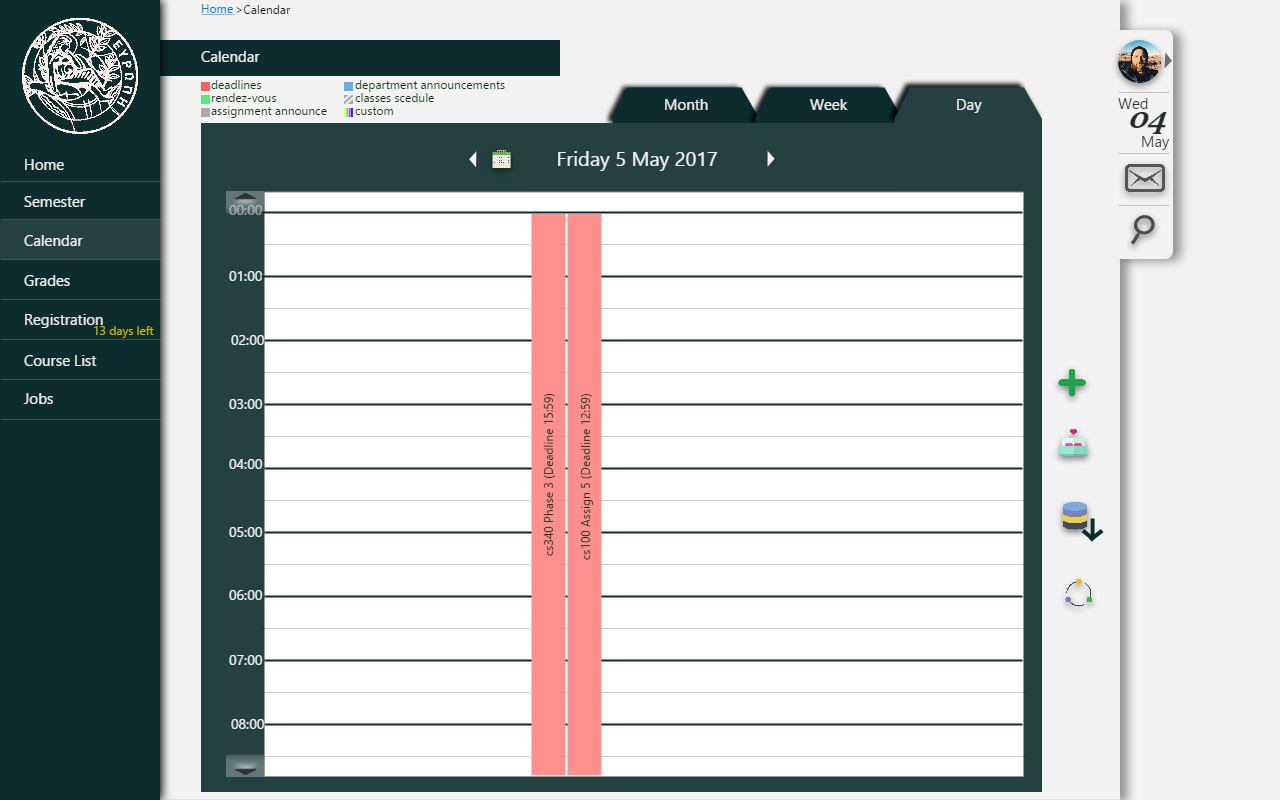 Home >Calendar
ΕΥΡΩΠΗ
Calendar
deadlines
rendez-vous
assignment announce
department announcements
classes scedule
custom
Month
Week
Day
Wed
04
May
Home
Semester
Calendar
Grades
Registration
13 days left
Course List
Jobs
Friday 5 May 2017
00:00
01:00
02:00
03:00
04:00
05:00
06:00
07:00
08:00
cs340 Phase 3 (Deadline 15:59)
cs100 Assign 5 (Deadline 12:59)